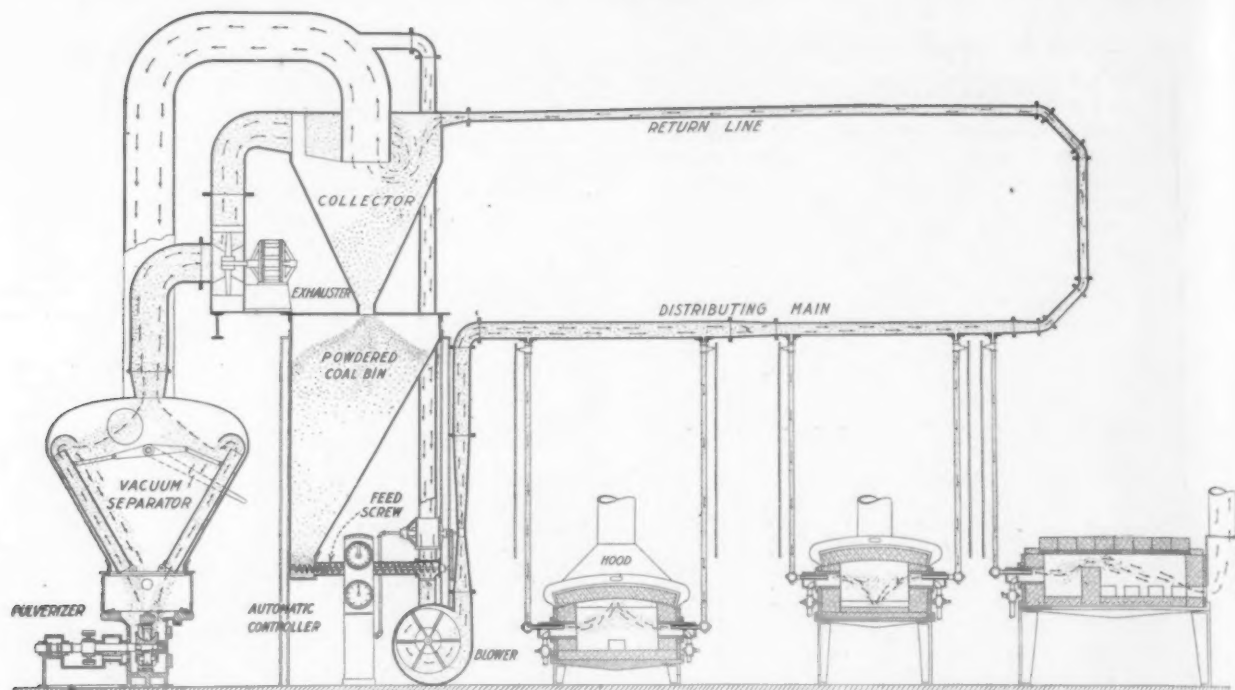 RETURN LINE
COLLECTOR
EXHAUSTER
DISTRIBUTING MAIN
POWDERED
COAL BIN
VACUUM
SEPARATOR
FEED
SCREW
HOOD
PULVERIZER
AUTOMATIC
CONTROLLER
BLOWER